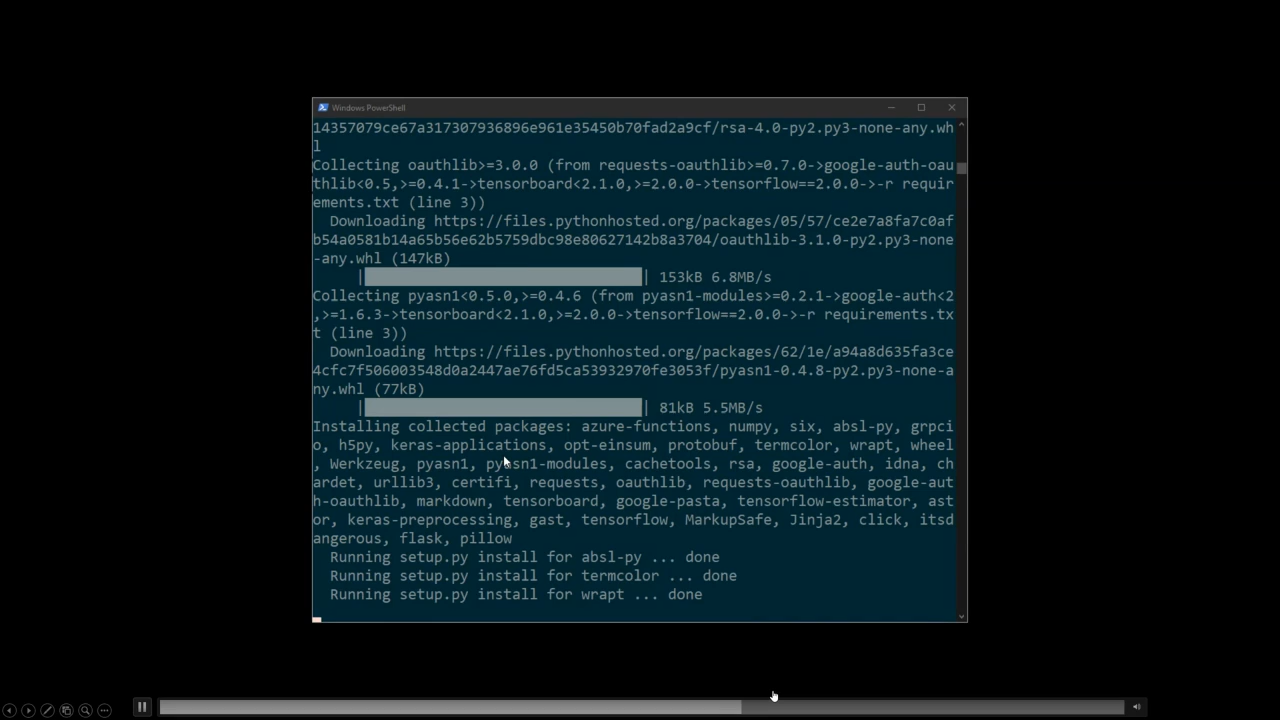 Windows PowerShell
14357079ce67a317307936896e961e35450b70fad2a9cf/rsa-4.0-py2.py3-none-any.wh
l
Collecting oauthlib>=3.0.0 (from requests-oauthlib>=0.7.0->google-auth-oau
thlib<0.5,>=0.4.1->tensorboard<2.1.0,>=2.0.0->tensorflow==2.0.0->-r requir
ements.txt (line 3))
  Downloading https://files.pythonhosted.org/packages/05/57/ce2e7a8fa7c0af
b54a0581b14a65b56e62b5759dbc98e80627142b8a3704/oauthlib-3.1.0-py2.py3-none
-any.whl (147kB)
| | 153kB 6.8MB/s
Collecting pyasn1<0.5.0,>=0.4.6 (from pyasn1-modules>=0.2.1->google-auth<2
,>=1.6.3->tensorboard<2.1.0,>=2.0.0->tensorflow==2.0.0->-r requirements.tx
t (line 3))
  Downloading https://files.pythonhosted.org/packages/62/1e/a94a8d635fa3ce
4cfc7f506003548d0a2447ae76fd5ca53932970fe3053f/pyasn1-0.4.8-py2.py3-none-a
ny.whl (77kB)
| | 81kB 5.5MB/s
Installing collected packages: azure-functions, numpy, six, absl-py, grpci
o, h5py, keras-applications, opt-einsum, protobuf, termcolor, wrapt, wheel
, Werkzeug, pyasn1, pyasn1-modules, cachetools, rsa, google-auth, idna, ch
ardet, urllib3, certifi, requests, oauthlib, requests-oauthlib, google-aut
h-oauthlib, markdown, tensorboard, google-pasta, tensorflow-estimator, ast
or, keras-preprocessing, gast, tensorflow, MarkupSafe, Jinja2, click, itsd
angerous, flask, pillow
  Running setup.py install for absl-py ... done
  Running setup.py install for termcolor ... done
  Running setup.py install for wrapt ... done